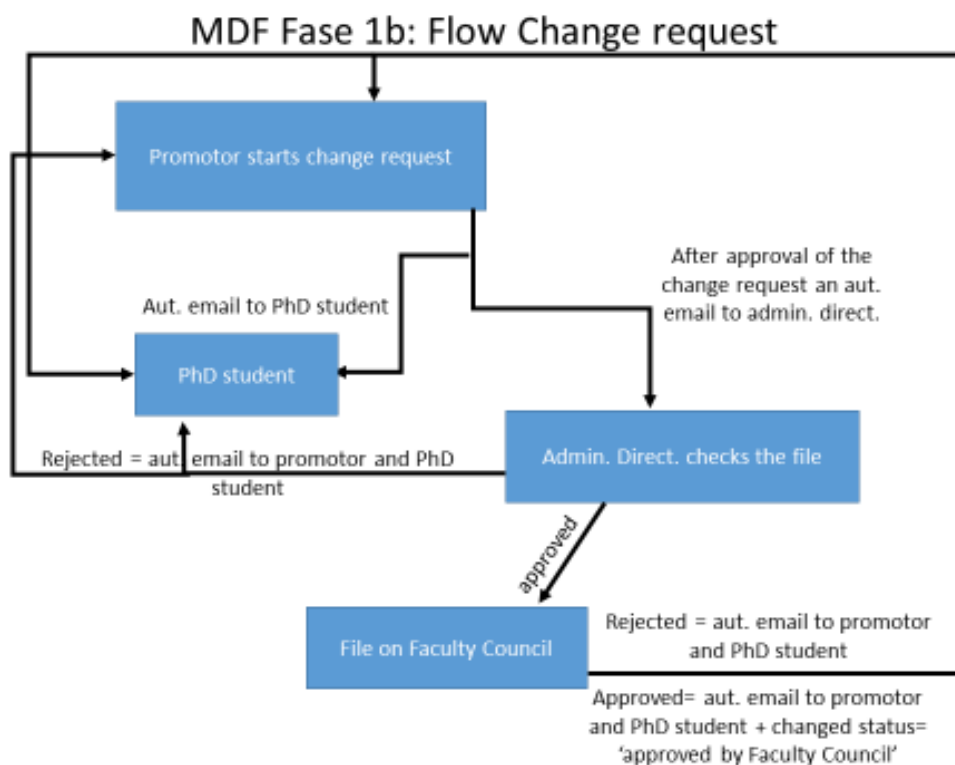 MDF Fase 1b: Flow Change request
Promotor starts change request
After approval of the
change request an aut.
email to admin. direct.
Aut. email to PhD student
PhD student
Rejected = aut. email to promotor and PhD
student
Admin. Direct. checks the file
approved
File on Faculty Council
Rejected = aut. email to promotor
and PhD student
Approved= aut. email to promotor
and PhD student + changed status=
‘approved by Faculty Council’